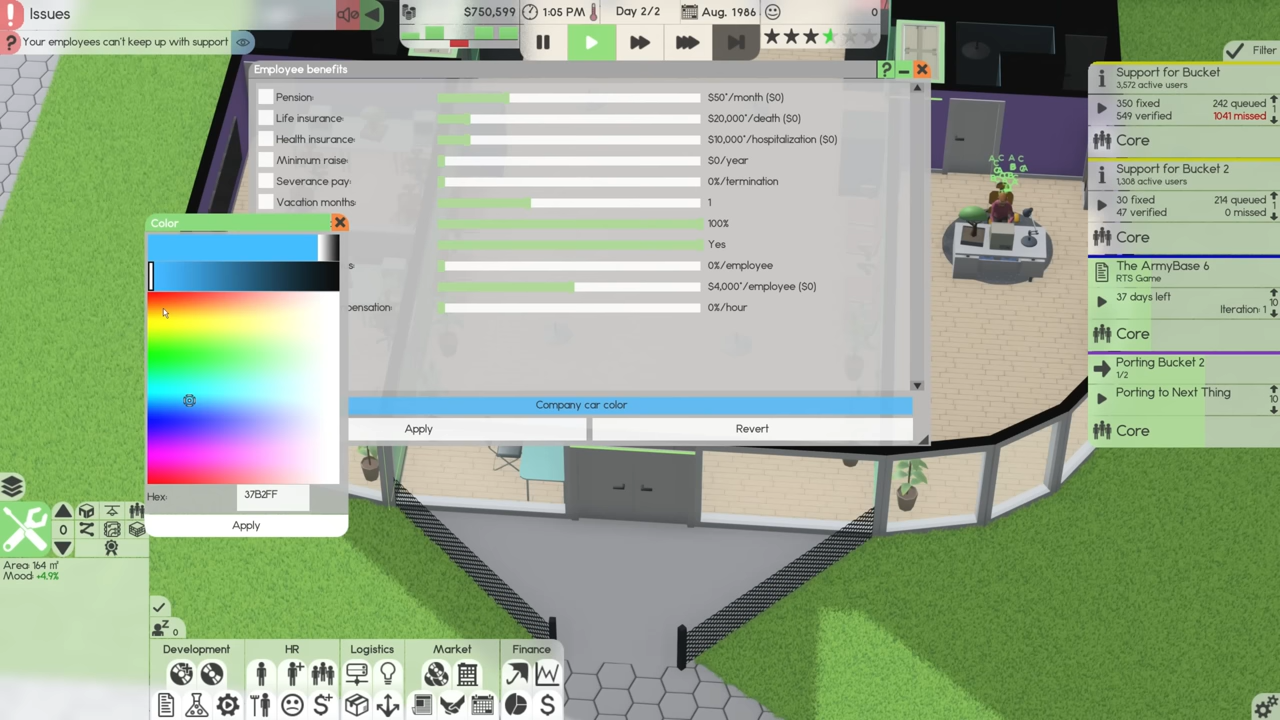 Issues
Your employees can't keep up with support
$750,599
1:05 PM
Day 2/2
Aug. 1986
0
Filter
Employee benefits
?
Pension
$50*/month ($0)
Life insurance
$20,000*/death ($0)
Health insurance
$10,000*/hospitalization ($0)
Minimum raise
$0/year
Severance pay
0%/termination
Vacation months
1
100%
Yes
0%/employee
$4,000*/employee ($0)
0%/hour
Company car color
Apply
Revert
Color
Hex:
37B2FF
Apply
Support for Bucket
3,572 active users
350 fixed
242 queued
549 verified
1041 missed
1
Core
Support for Bucket 2
1,308 active users
30 fixed
214 queued
47 verified
0 missed
1
Core
The ArmyBase 6
RTS Game
37 days left
Iteration: 1
10
Core
Porting Bucket 2
1/2
Porting to Next Thing
10
Core
0
Area: 164 m²
Mood: +4.9%
0
Development
HR
Logistics
Market
Finance